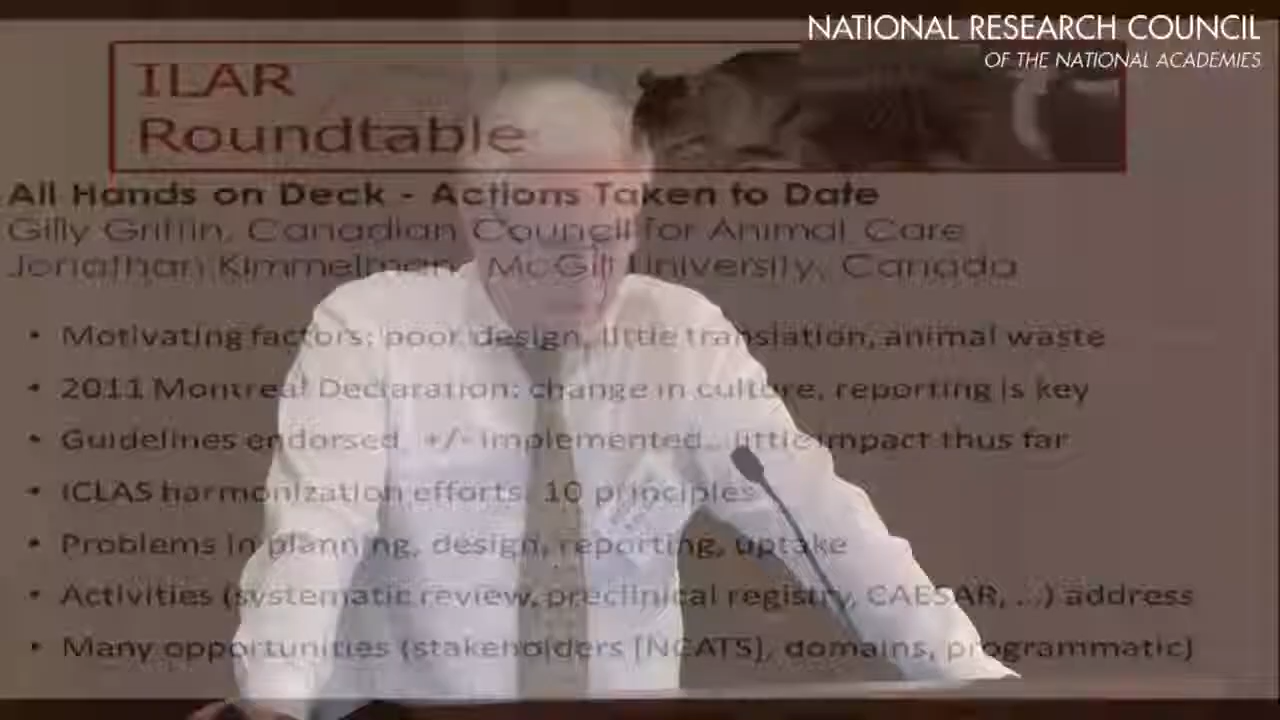 NATIONAL RESEARCH COUNCIL
OF THE NATIONAL ACADEMIES
ILAR
Roundtable
All Hands on Deck - Actions Taken to Date
Gilly Griffin, Canadian Council for Animal Care
Jonathan Kimmelman, McGill University, Canada
• Motivating factors: poor design, little translation, animal waste
• 2011 Montreal Declaration: change in culture, reporting is key
• Guidelines endorsed, +/- implemented.. little impact thus far
• ICLAS harmonization efforts: 10 principles
• Problems in planning, design, reporting, uptake
• Activities (systematic review, preclinical registry, CAESAR, ...) address
• Many opportunities (stakeholders [NCATS], domains, programmatic)